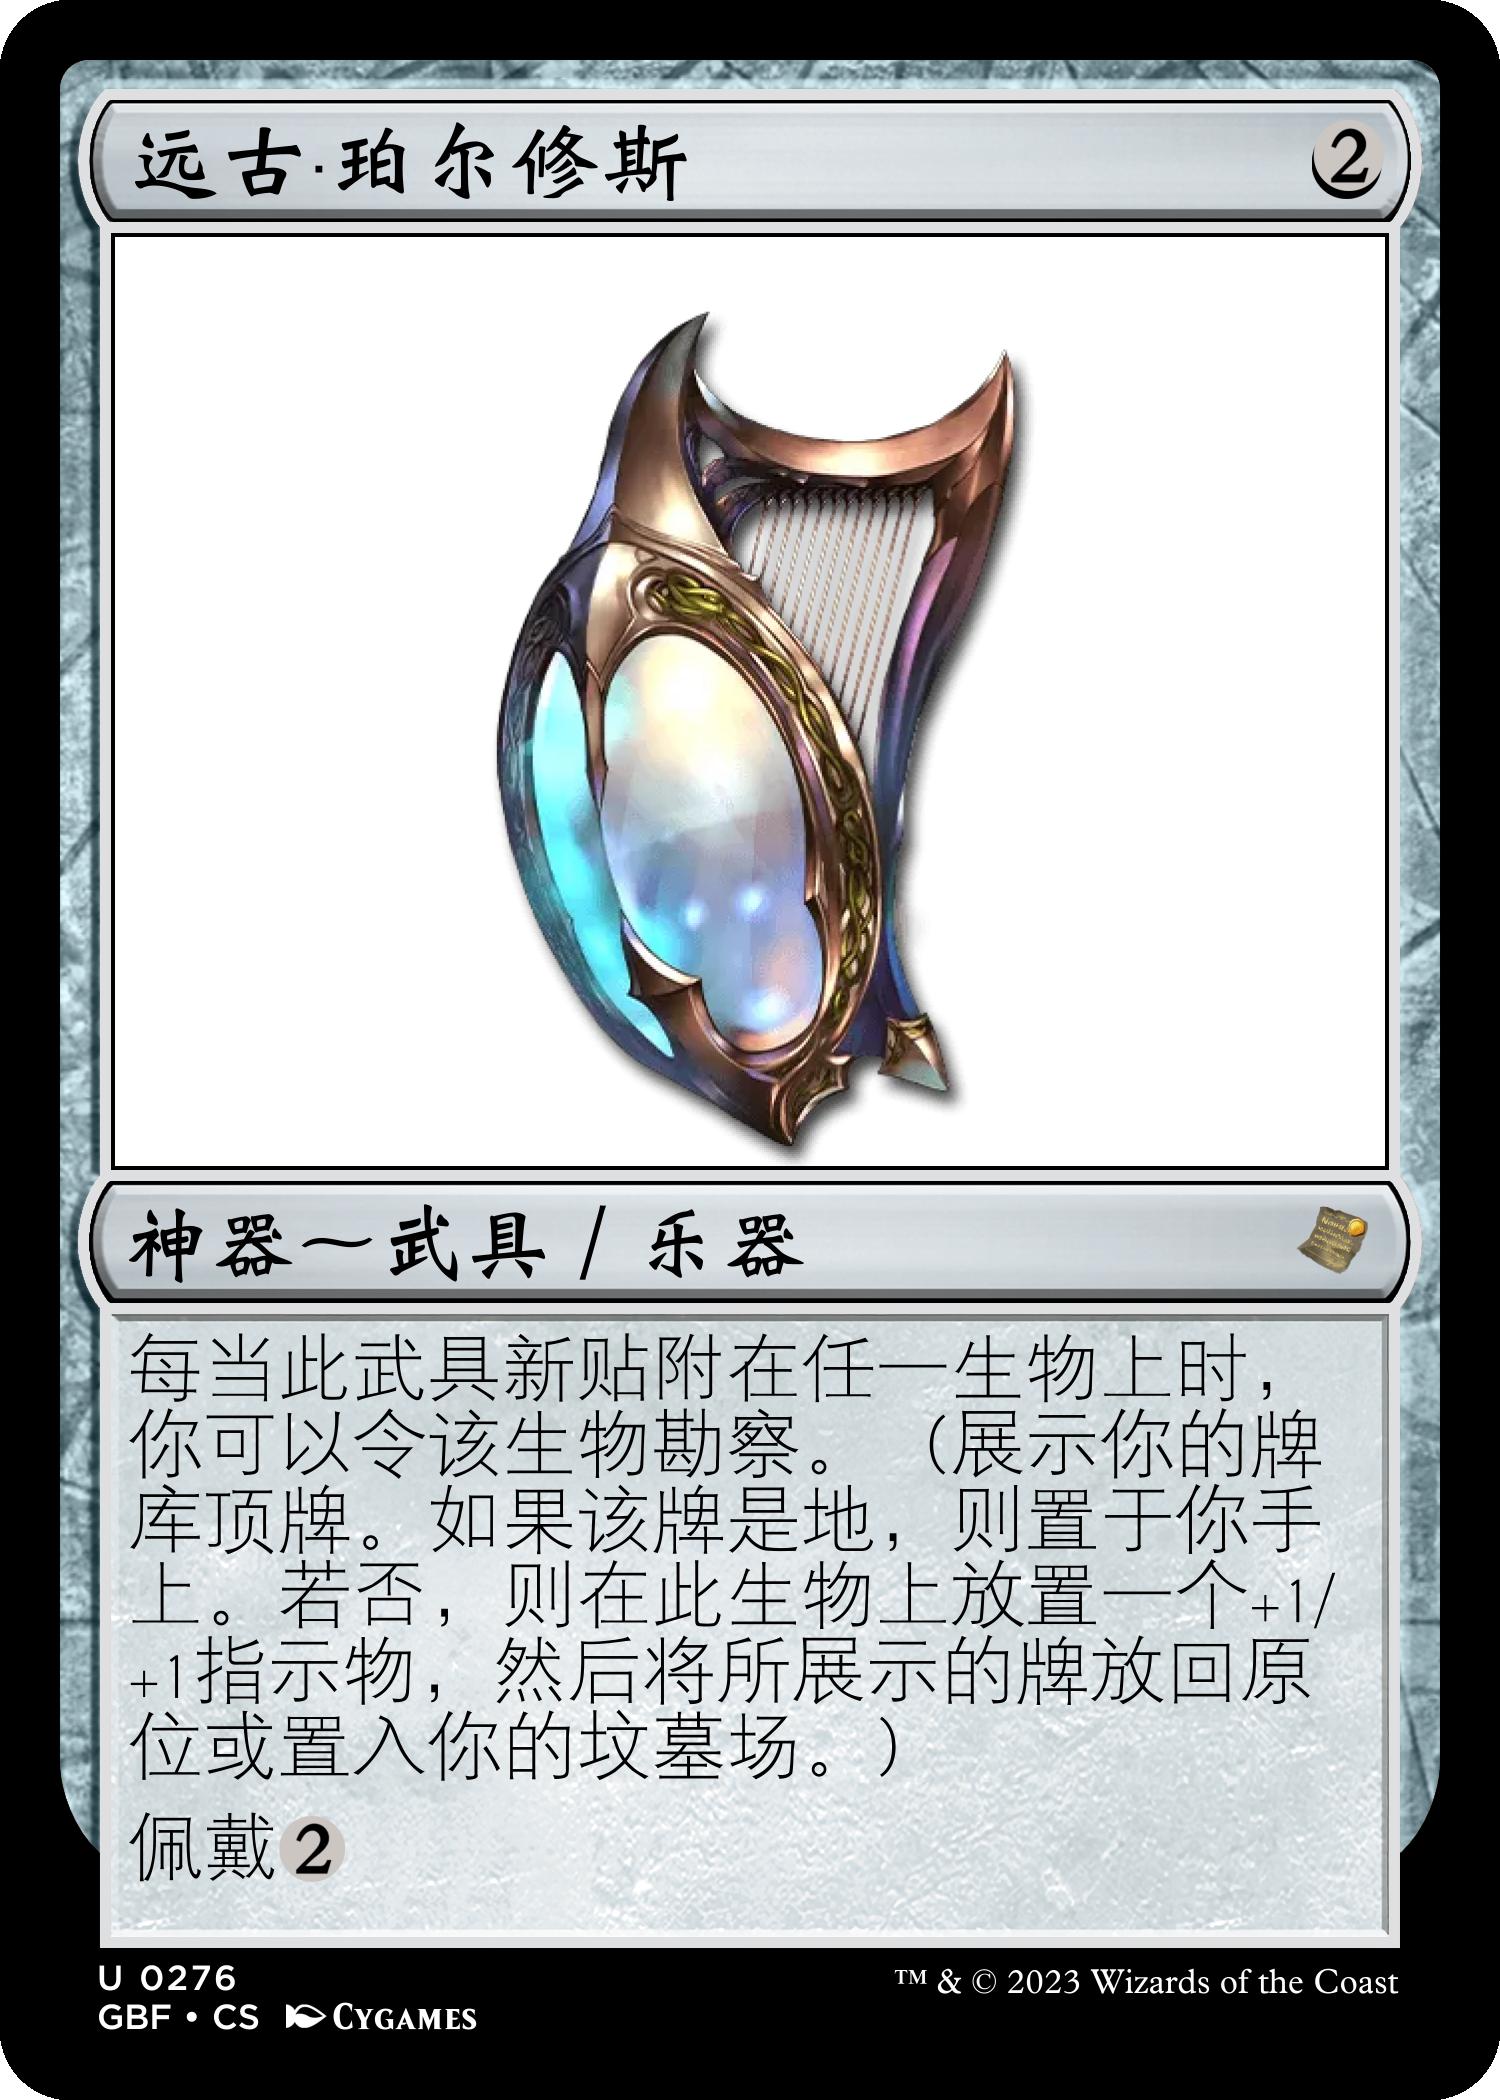 远古·珀尔修斯
2
神器～武具 / 乐器
每当此武具新贴附在任一生物上时，
你可以令该生物勘察。（展示你的牌
库顶牌。如果该牌是地，则置于你手
上。若否，则在此生物上放置一个+1/
+1指示物，然后将所展示的牌放回原
位或置入你的坟墓场。）
佩戴2
U 0276
GBF • CS CYGAMES
™ & © 2023 Wizards of the Coast